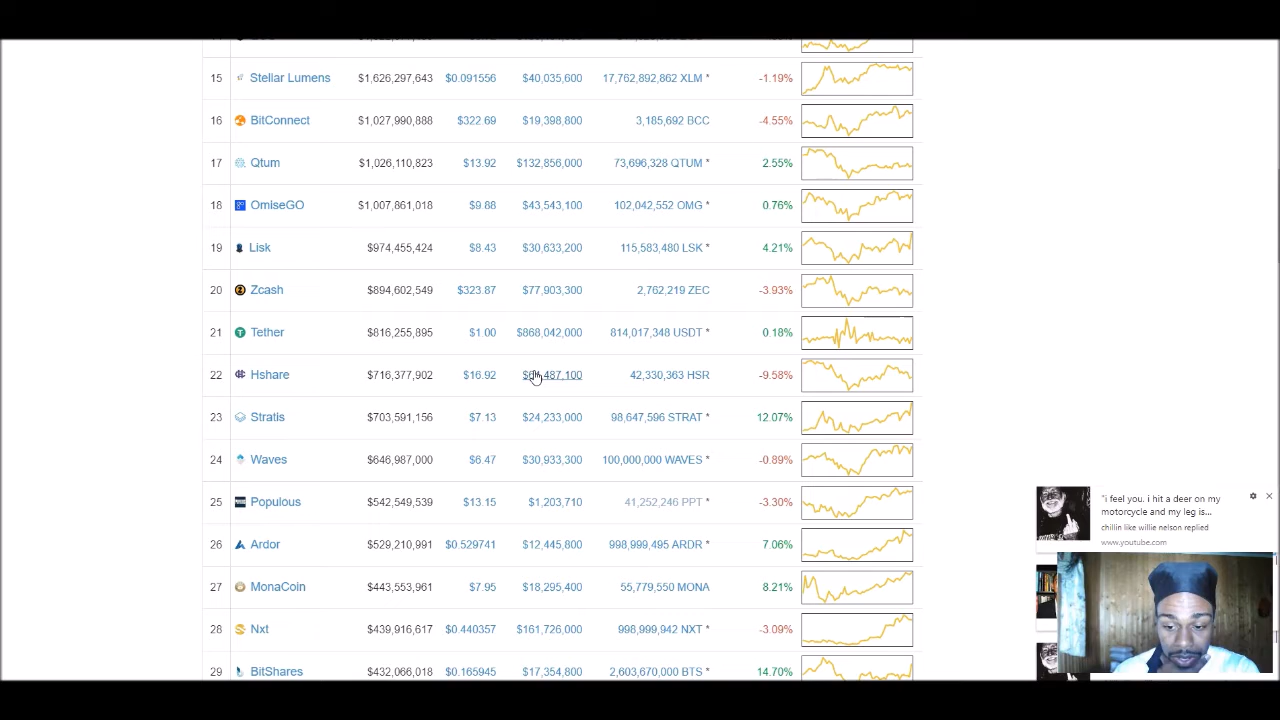 15 Stellar Lumens $1,626,297,643 $0.091556 $40,035,600 17,762,892,862 XLM * -1.19%
16 BitConnect $1,027,990,888 $322.69 $19,398,800 3,185,692 BCC -4.55%
17 Qtum $1,026,110,823 $13.92 $132,856,000 73,696,328 QTUM * 2.55%
18 OmiseGO $1,007,861,018 $9.88 $43,543,100 102,042,552 OMG * 0.76%
19 Lisk $974,455,424 $8.43 $30,633,200 115,583,480 LSK * 4.21%
20 Zcash $894,602,549 $323.87 $77,903,300 2,762,219 ZEC -3.93%
21 Tether $816,255,895 $1.00 $868,042,000 814,017,348 USDT * 0.18%
22 Hshare $716,377,902 $16.92 42,330,363 HSR -9.58%
23 Stratis $703,591,156 $7.13 $24,233,000 98,647,596 STRAT * 12.07%
24 Waves $646,987,000 $6.47 $30,933,300 100,000,000 WAVES * -0.89%
25 Populous $542,549,539 $13.15 $1,203,710 41,252,246 PPT * -3.30%
26 Ardor $529,210,991 $0.529741 $12,445,800 998,999,495 ARDR * 7.06%
27 MonaCoin $443,553,961 $7.95 $18,295,400 55,779,550 MONA 8.21%
28 Nxt $439,916,617 $0.440357 $161,726,000 998,999,942 NXT * -3.09%
29 BitShares $432,066,018 $0.165945 $17,354,800 2,603,670,000 BTS * 14.70%
"i feel you. i hit a deer on my
motorcycle and my leg is...
chillin like willie nelson replied
www.youtube.com